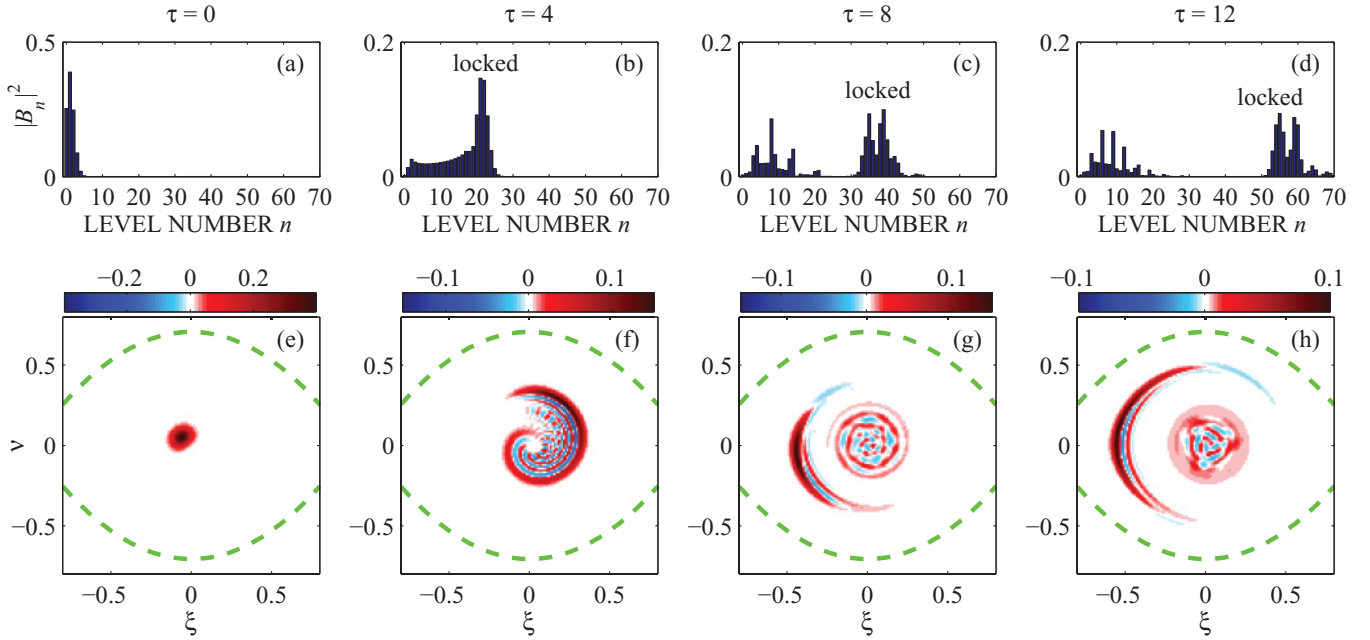 τ = 0 τ = 4 τ = 8 τ = 12
0.5 0.2 0.2 0.2
(a) (b) (c) (d)
locked locked locked
|B_n|^2
0 0 0 0
0 10 20 30 40 50 60 70 0 10 20 30 40 50 60 70 0 10 20 30 40 50 60 70 0 10 20 30 40 50 60 70
LEVEL NUMBER n LEVEL NUMBER n LEVEL NUMBER n LEVEL NUMBER n
−0.2 0 0.2 −0.1 0 0.1 −0.1 0 0.1 −0.1 0 0.1
(e) (f) (g) (h)
0.5 0.5 0.5 0.5
ν 0 0 0 0
−0.5 −0.5 −0.5 −0.5
−0.5 0 0.5 −0.5 0 0.5 −0.5 0 0.5 −0.5 0 0.5
ξ ξ ξ ξ